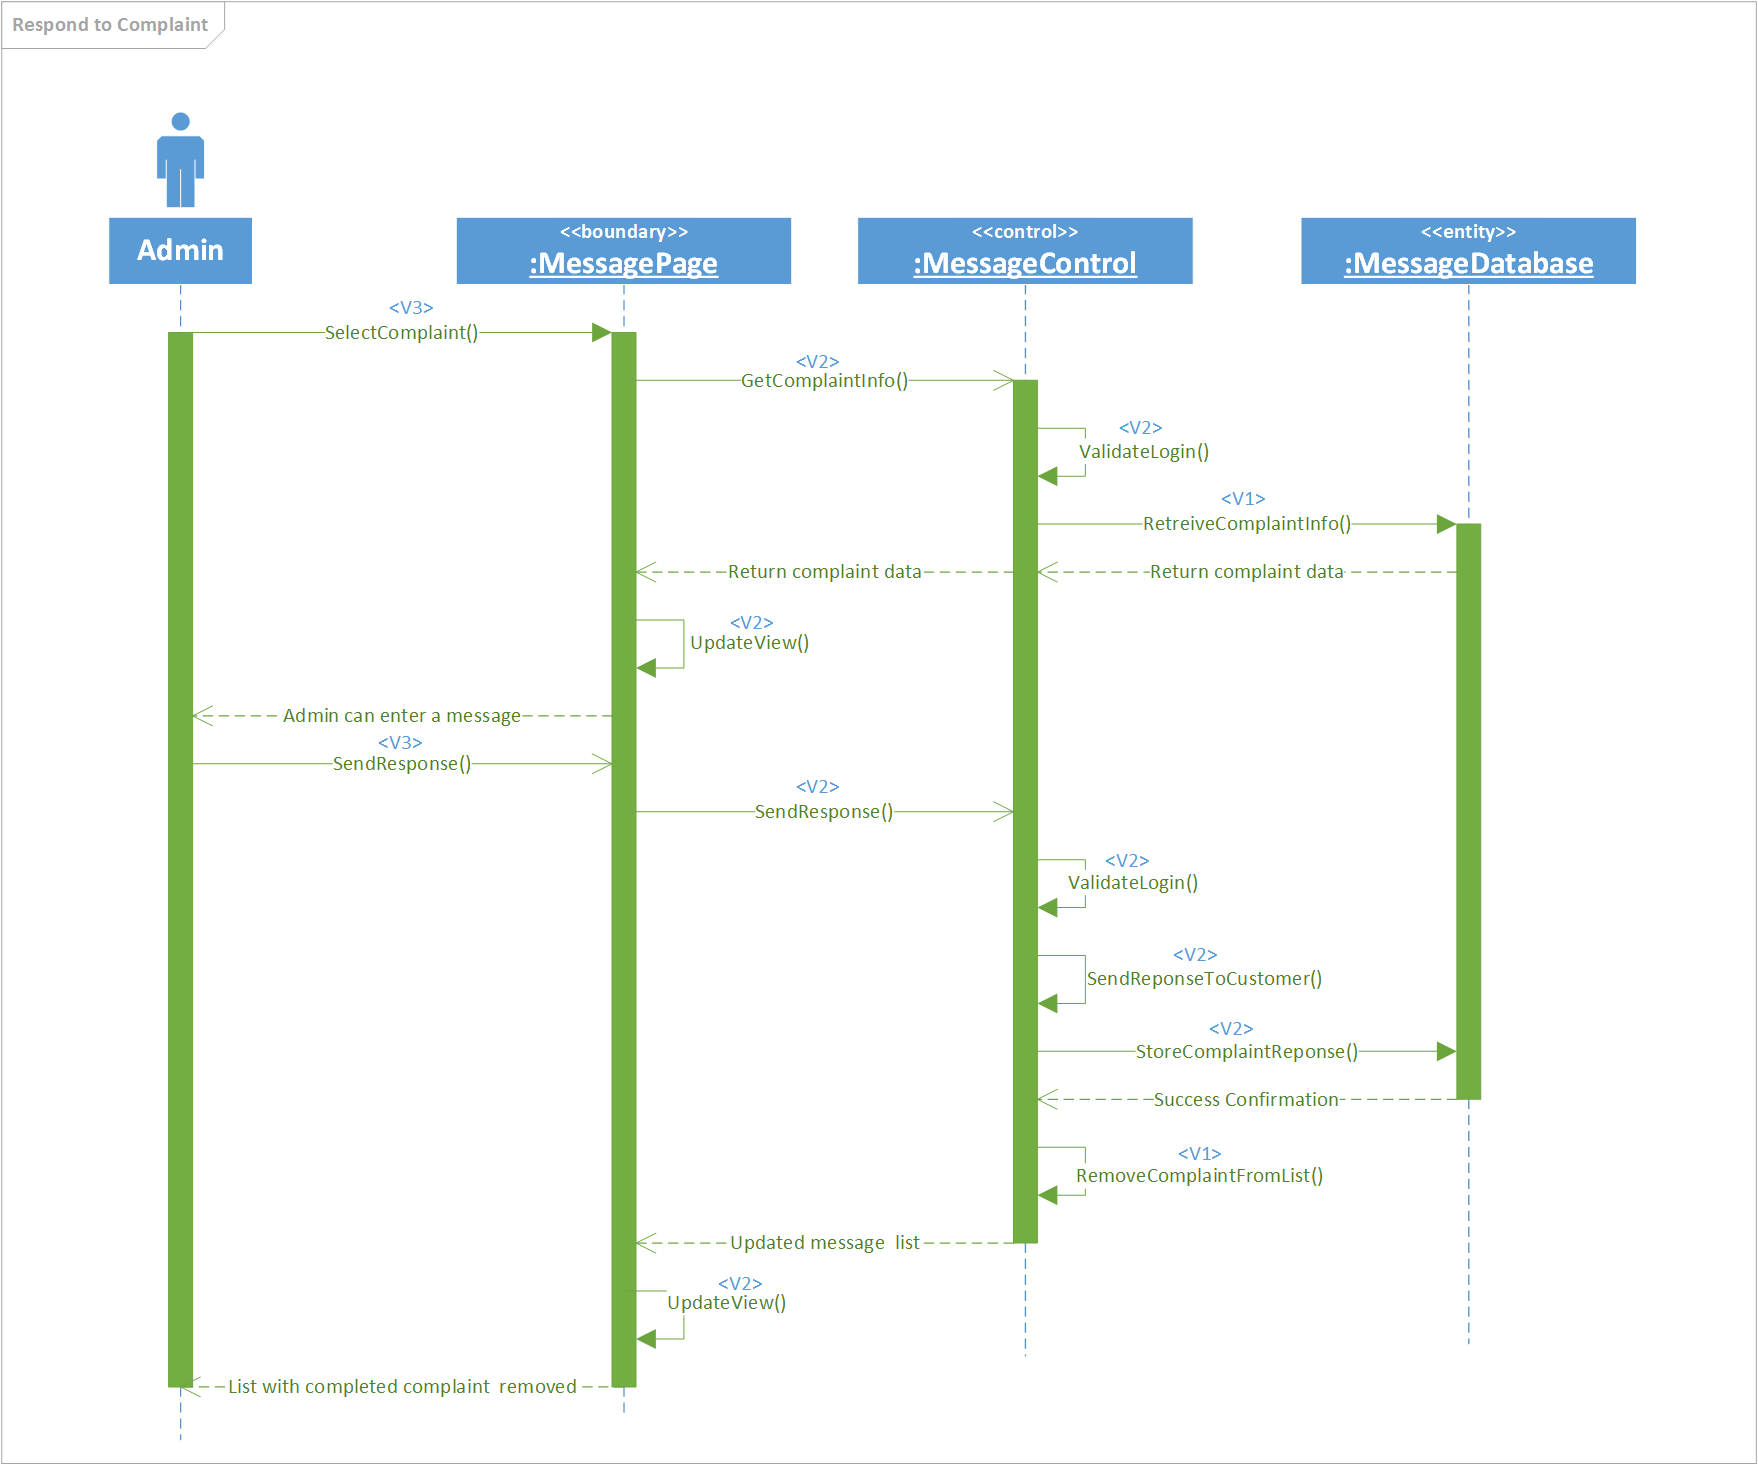 Respond to Complaint
Admin
<<boundary>>
:MessagePage
<<control>>
:MessageControl
<<entity>>
:MessageDatabase
<V3>
SelectComplaint()
<V2>
GetComplaintInfo()
<V2>
ValidateLogin()
<V1>
RetreiveComplaintInfo()
Return complaint data
Return complaint data
<V2>
UpdateView()
Admin can enter a message
<V3>
SendResponse()
<V2>
SendResponse()
<V2>
ValidateLogin()
<V2>
SendReponseToCustomer()
<V2>
StoreComplaintReponse()
Success Confirmation
<V1>
RemoveComplaintFromList()
Updated message list
<V2>
UpdateView()
List with completed complaint removed